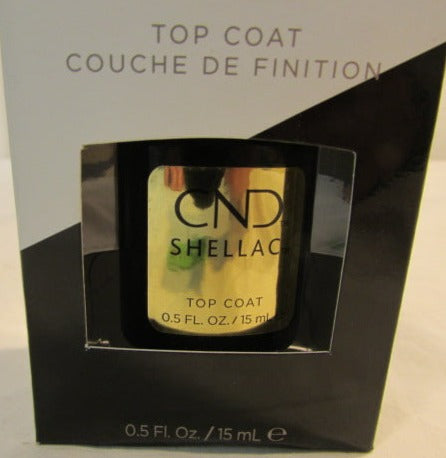 TOP COAT
COUCHE DE FINITION
CND
SHELLAC
TOP COAT
0.5 FL. OZ./15 mL
0.5 Fl. Oz./15 mL ℮